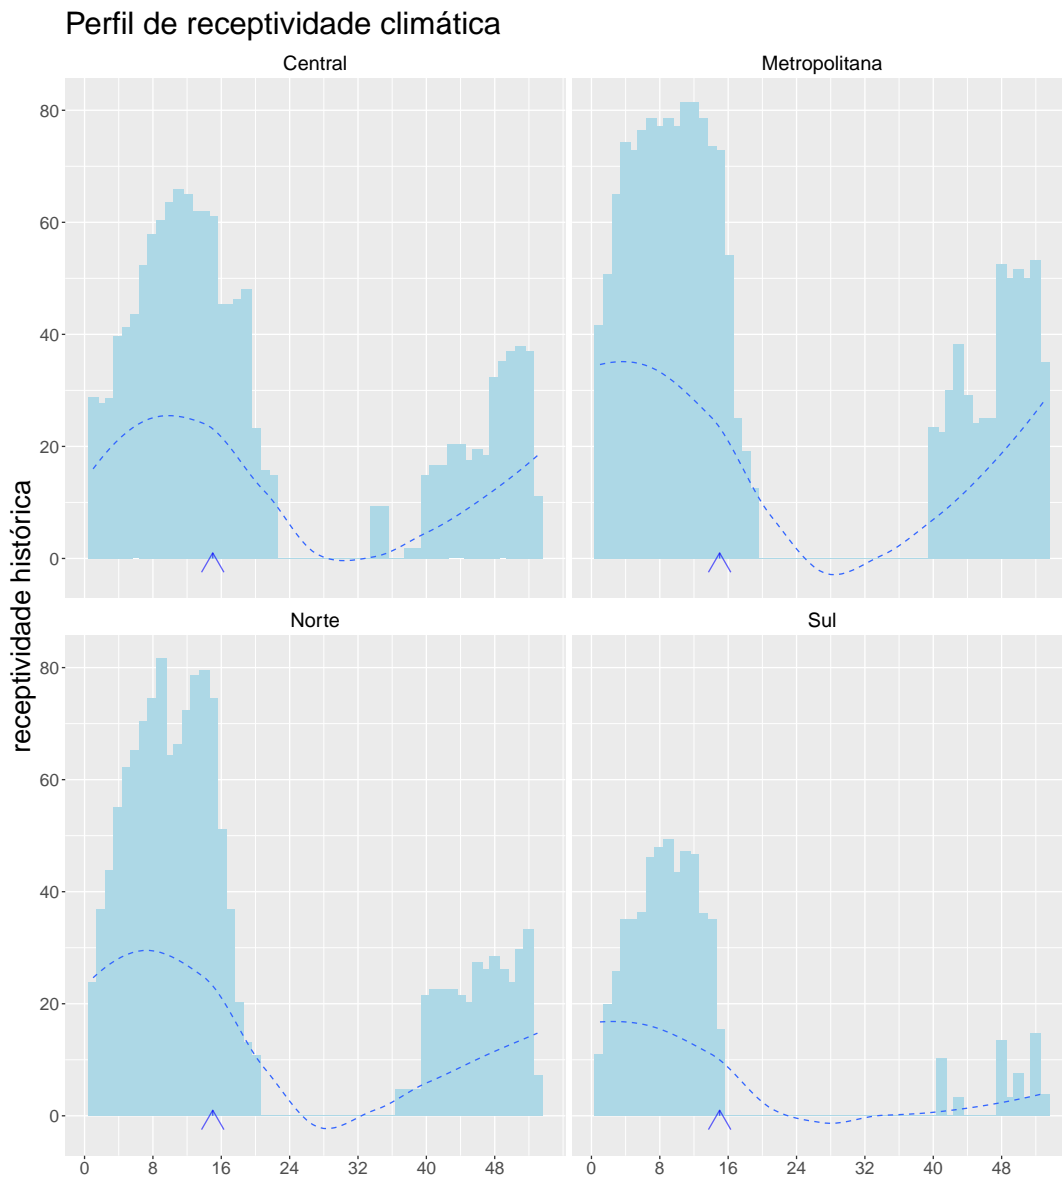 Perfil de receptividade climática
Central
Metropolitana
80
60
40
20
0
receptividade histórica
Norte
Sul
80
60
40
20
0
0 8 16 24 32 40 48
0 8 16 24 32 40 48